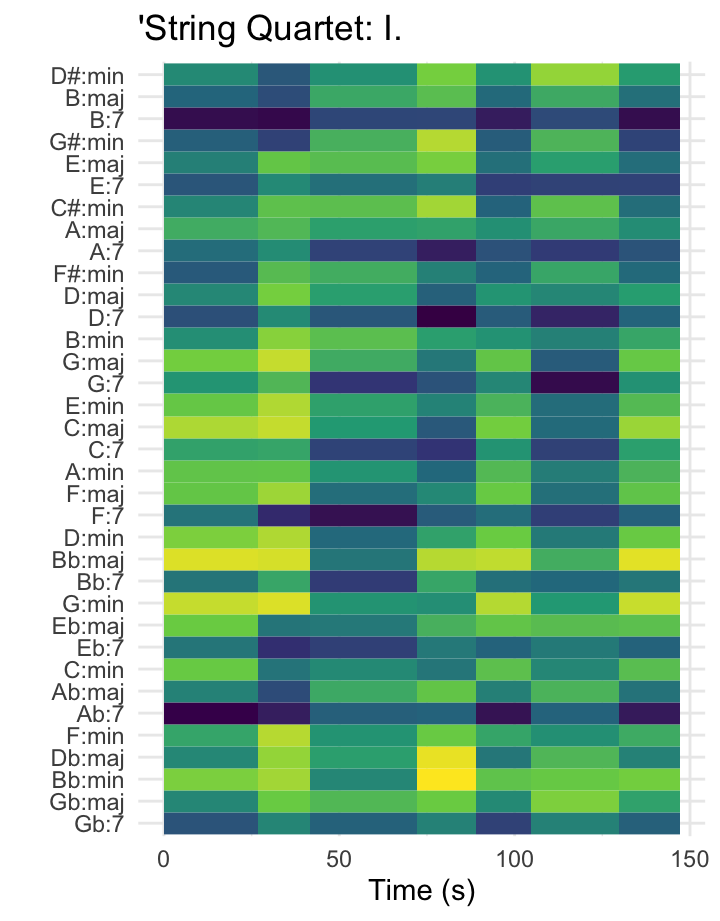 'String Quartet: I.
D#:min
B:maj
B:7
G#:min
E:maj
E:7
C#:min
A:maj
A:7
F#:min
D:maj
D:7
B:min
G:maj
G:7
E:min
C:maj
C:7
A:min
F:maj
F:7
D:min
Bb:maj
Bb:7
G:min
Eb:maj
Eb:7
C:min
Ab:maj
Ab:7
F:min
Db:maj
Bb:min
Gb:maj
Gb:7
0 50 100 150
Time (s)